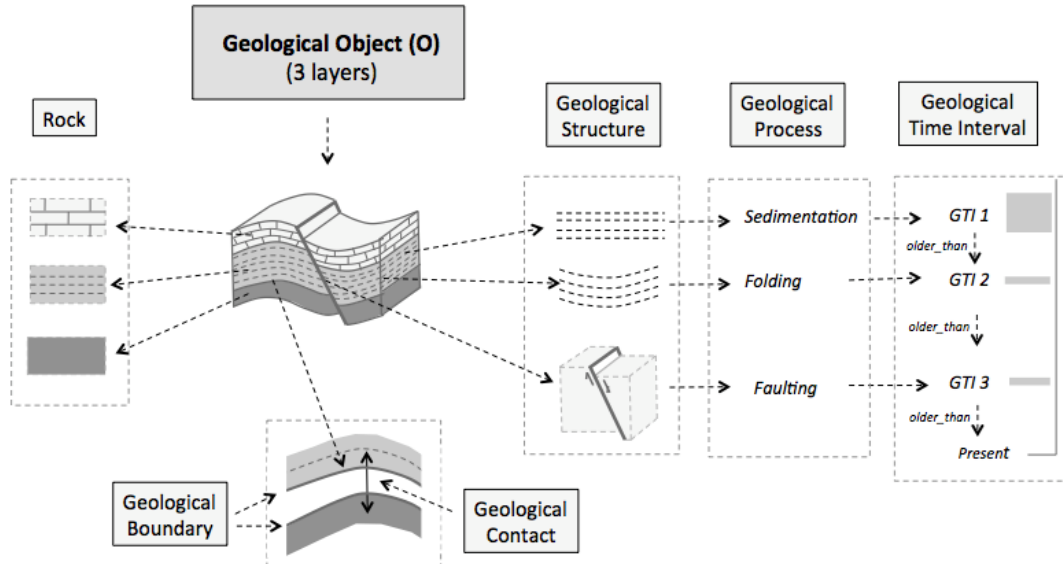 Geological Object (O)
(3 layers)
Rock
Geological
Structure
Geological
Process
Geological
Time Interval
Sedimentation
GTI 1
older_than
Folding
GTI 2
older_than
Faulting
GTI 3
older_than
Present
Geological
Boundary
Geological
Contact